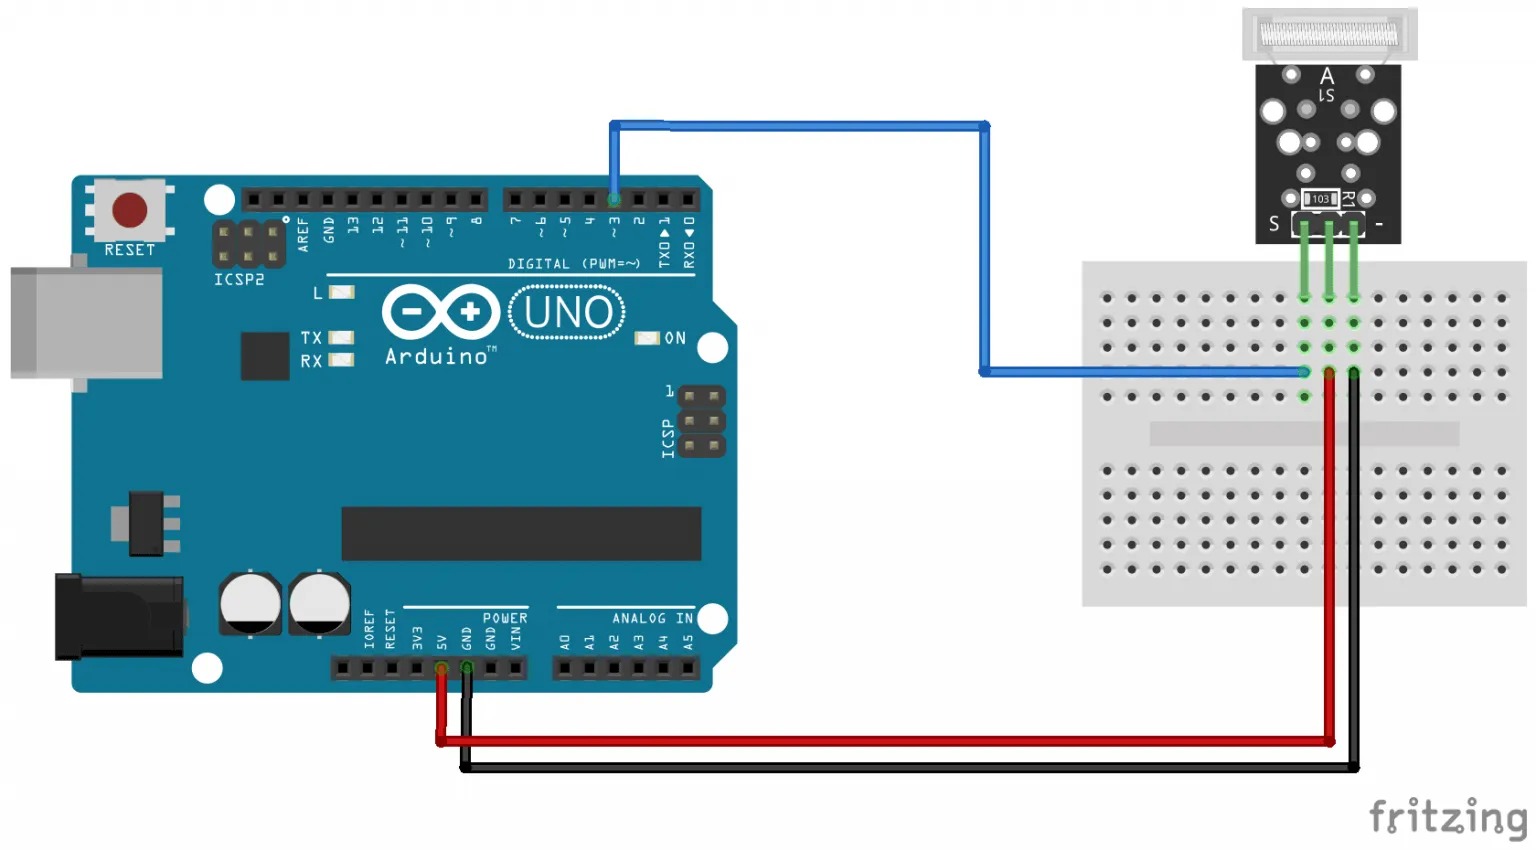 A
S1
103
R1
S
-
RESET
ICSP2
AREF
GND
13
12
~11
~10
~9
8
7
~6
~5
4
~3
2
TX0▶1
RX0◀0
DIGITAL (PWM=~)
L
TX
RX
UNO
Arduino™
ON
1
ICSP
POWER
ANALOG IN
IOREF
RESET
3V3
5V
GND
GND
VIN
A0
A1
A2
A3
A4
A5
fritzing